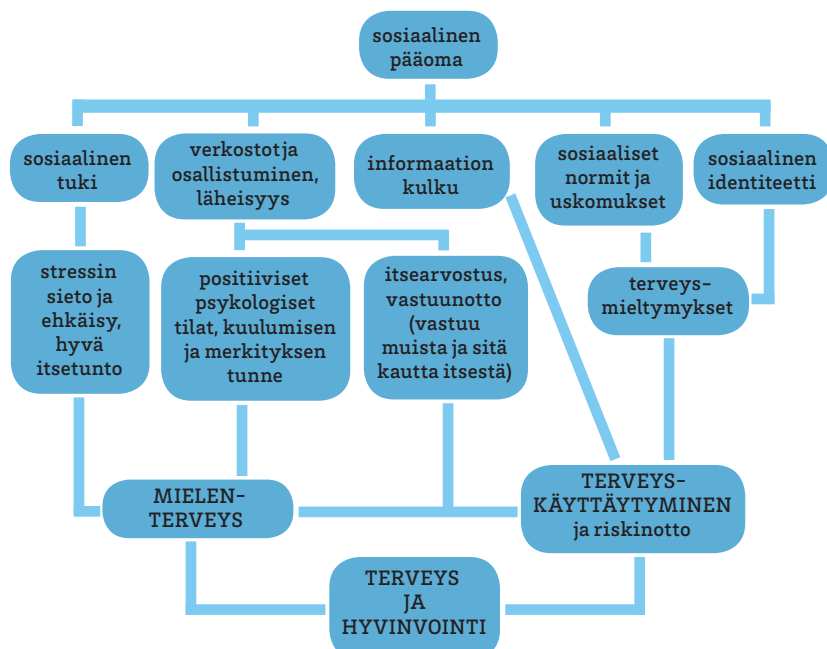 sosiaalinen
pääoma
sosiaalinen
tuki
verkostot ja
osallistuminen,
läheisyys
informaation
kulku
sosiaaliset
normit ja
uskomukset
sosiaalinen
identiteetti
stressin
sieto ja
ehkäisy,
hyvä
itsetunto
positiiviset
psykologiset
tilat, kuulumisen
ja merkityksen
tunne
itsearvostus,
vastuunotto
(vastuu
muista ja sitä
kautta itsestä)
terveys-
mieltymykset
MIELEN-
TERVEYS
TERVEYS-
KÄYTTÄYTYMINEN
ja riskinotto
TERVEYS
JA
HYVINVOINTI